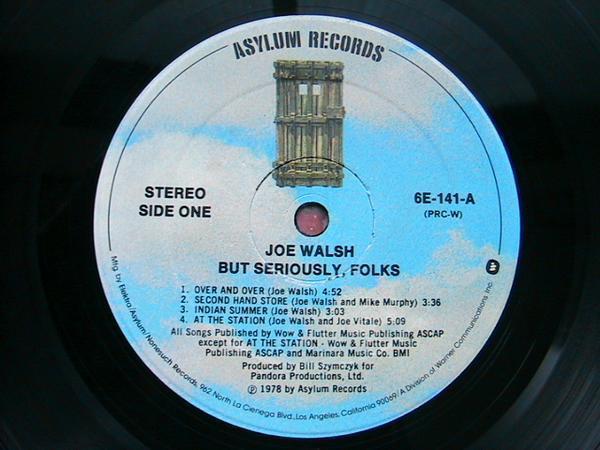 ASYLUM RECORDS
STEREO
SIDE ONE
6E-141-A
(PRC-W)
JOE WALSH
BUT SERIOUSLY, FOLKS
1. OVER AND OVER (Joe Walsh) 4:52
2. SECOND HAND STORE (Joe Walsh and Mike Murphy) 3:36
3. INDIAN SUMMER (Joe Walsh) 3:03
4. AT THE STATION (Joe Walsh and Joe Vitale) 5:09
All Songs Published by Wow & Flutter Music Publishing ASCAP
except for AT THE STATION - Wow & Flutter Music
Publishing ASCAP and Marinara Music Co. BMI
Produced by Bill Szymczyk for
Pandora Productions, Ltd.
℗ 1978 by Asylum Records
Mfg. by Elektra/Asylum/Nonesuch Records, 962 North La Cienega Blvd., Los Angeles, California 90069/A Division of Warner Communications Inc.